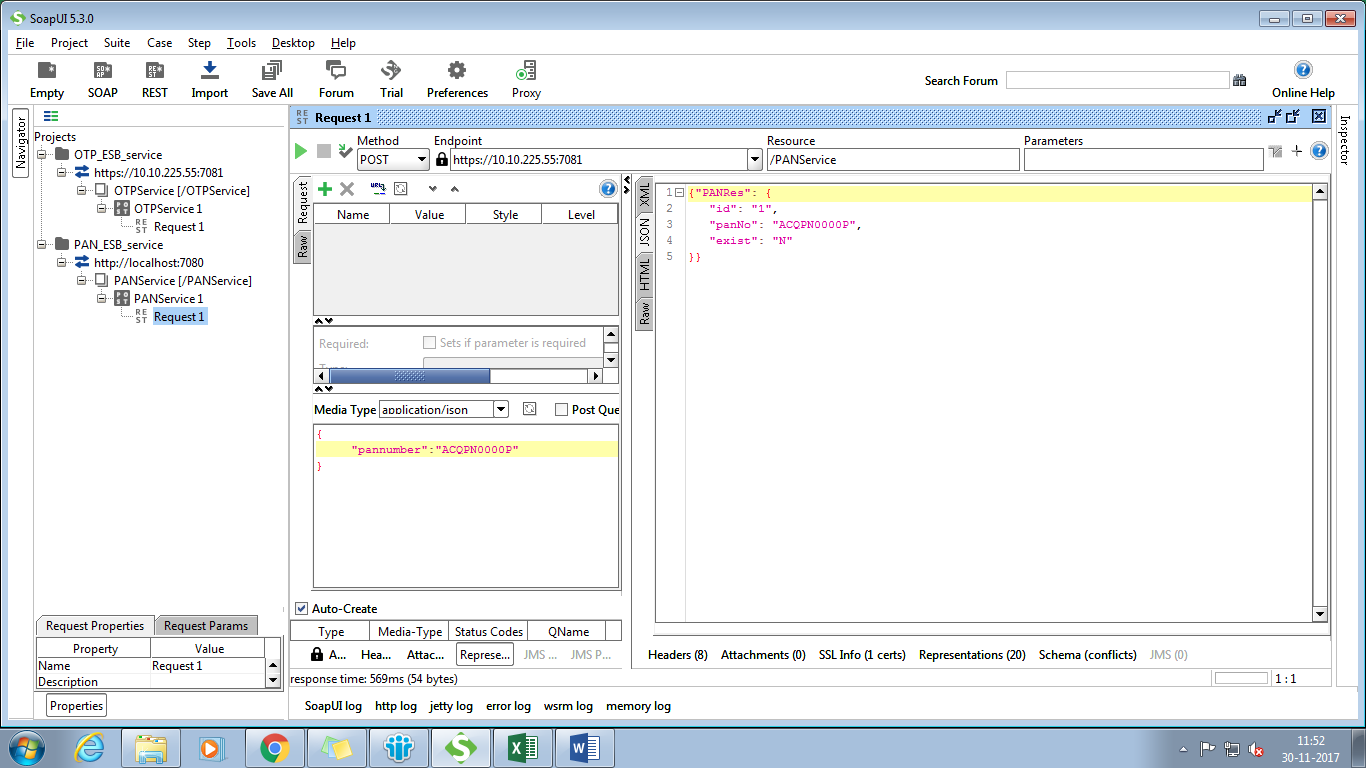 SoapUI 5.3.0
File Project Suite Case Step Tools Desktop Help
Empty SOAP REST Import Save All Forum Trial Preferences Proxy
Search Forum
Online Help
Navigator
Projects
OTP_ESB_service
https://10.10.225.55:7081
OTPService [/OTPService]
OTPService 1
Request 1
PAN_ESB_service
http://localhost:7080
PANService [/PANService]
PANService 1
Request 1
Request Properties Request Params
Property Value
Name Request 1
Description
Properties
Request 1
Method Endpoint Resource Parameters
POST https://10.10.225.55:7081 /PANService
Request
Raw
Name Value Style Level
Required: Sets if parameter is required
Media Type application/json Post Que
{
"pannumber":"ACQPN0000P"
}
Auto-Create
Type Media-Type Status Codes QName
A... Hea... Attac... Represe... JMS ... JMS P...
XML
JSON
HTML
Raw
1 {"PANRes": {
2 "id": "1",
3 "panNo": "ACQPN0000P",
4 "exist": "N"
5 }}
Headers (8) Attachments (0) SSL Info (1 certs) Representations (20) Schema (conflicts) JMS (0)
response time: 569ms (54 bytes)
1 : 1
Inspector
SoapUI log http log jetty log error log wsrm log memory log
11:52
30-11-2017